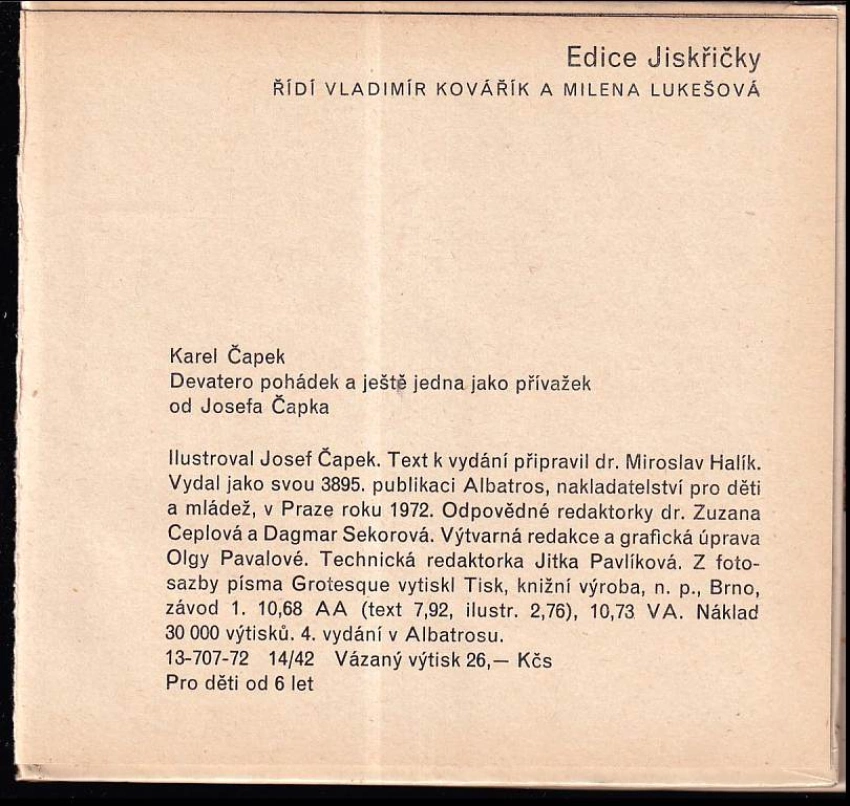 Edice Jiskřičky
ŘÍDÍ VLADIMÍR KOVÁŘÍK A MILENA LUKEŠOVÁ
Karel Čapek
Devatero pohádek a ještě jedna jako přívažek
od Josefa Čapka
Ilustroval Josef Čapek. Text k vydání připravil dr. Miroslav Halík.
Vydal jako svou 3895. publikaci Albatros, nakladatelství pro děti
a mládež, v Praze roku 1972. Odpovědné redaktorky dr. Zuzana
Ceplová a Dagmar Sekorová. Výtvarná redakce a grafická úprava
Olgy Pavalové. Technická redaktorka Jitka Pavlíková. Z foto-
sazby písma Grotesque vytiskl Tisk, knižní výroba, n. p., Brno,
závod 1. 10,68 AA (text 7,92, ilustr. 2,76), 10,73 VA. Náklad
30 000 výtisků. 4. vydání v Albatrosu.
13-707-72 14/42 Vázaný výtisk 26,— Kčs
Pro děti od 6 let